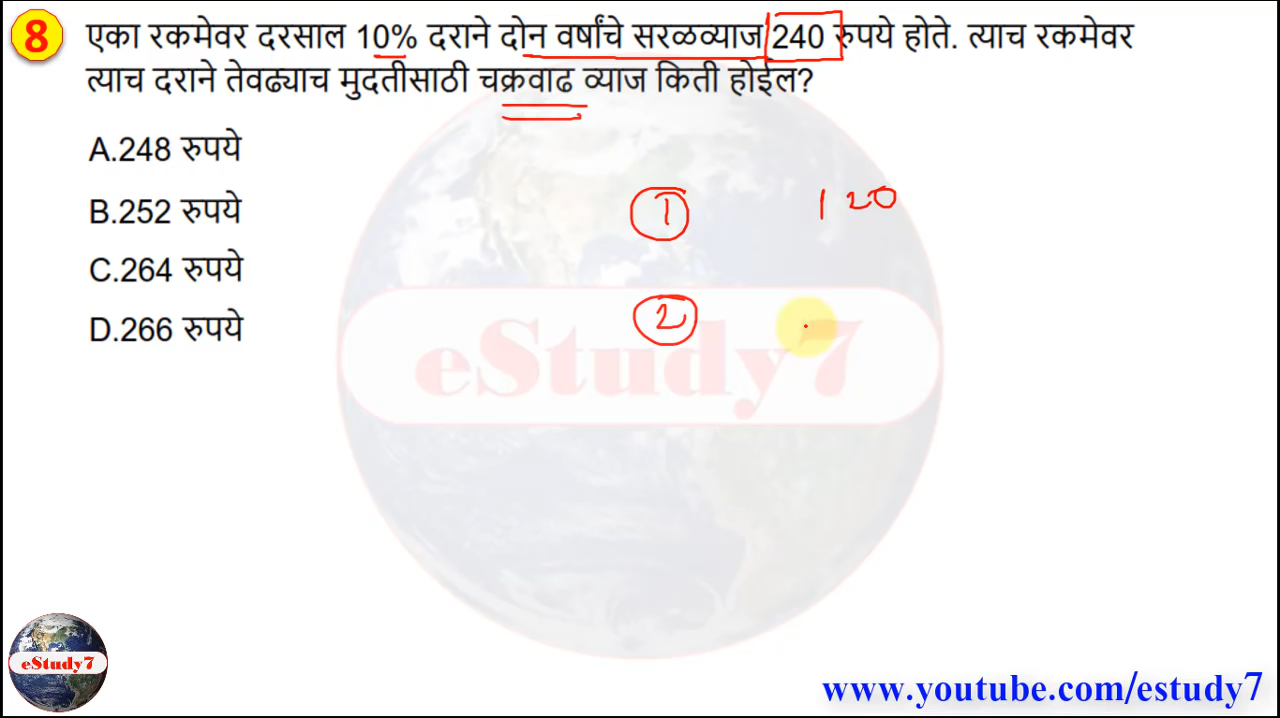 8
एका रकमेवर दरसाल 10% दराने दोन वर्षांचे सरळव्याज 240 रुपये होते. त्याच रकमेवर
त्याच दराने तेवढ्याच मुदतीसाठी चक्रवाढ व्याज किती होईल?
A.248 रुपये
B.252 रुपये
C.264 रुपये
D.266 रुपये
1 120
2
eStudy7
eStudy7
www.youtube.com/estudy7